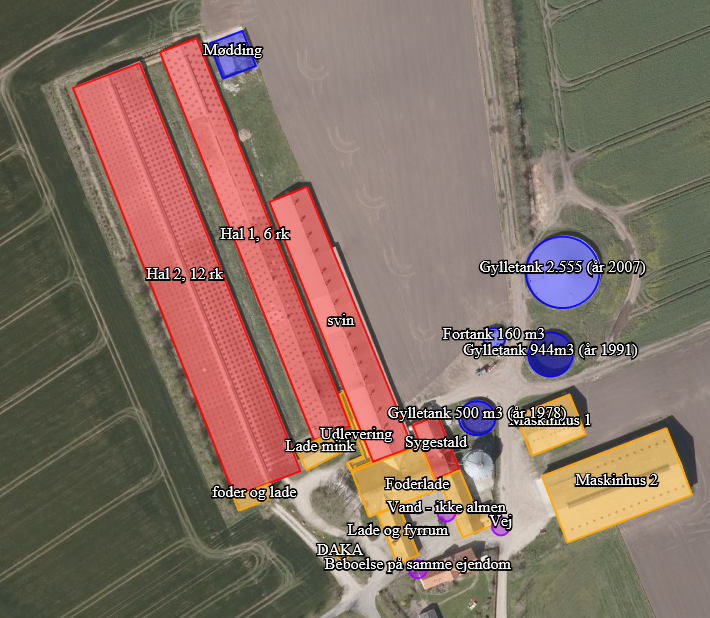 Mødding
Hal 1, 6 rk
Hal 2, 12 rk
Gylletank 2.555 (år 2007)
svin
Fortank 160 m3
Gylletank 944m3 (år 1991)
Gylletank 500 m3 (år 1978)
Maskinhus 1
Udlevering
Lade mink
Sygestald
Foderlade
Maskinhus 2
foder og lade
Vand - ikke almen
Vej
Lade og fyrrum
DAKA
Beboelse på samme ejendom